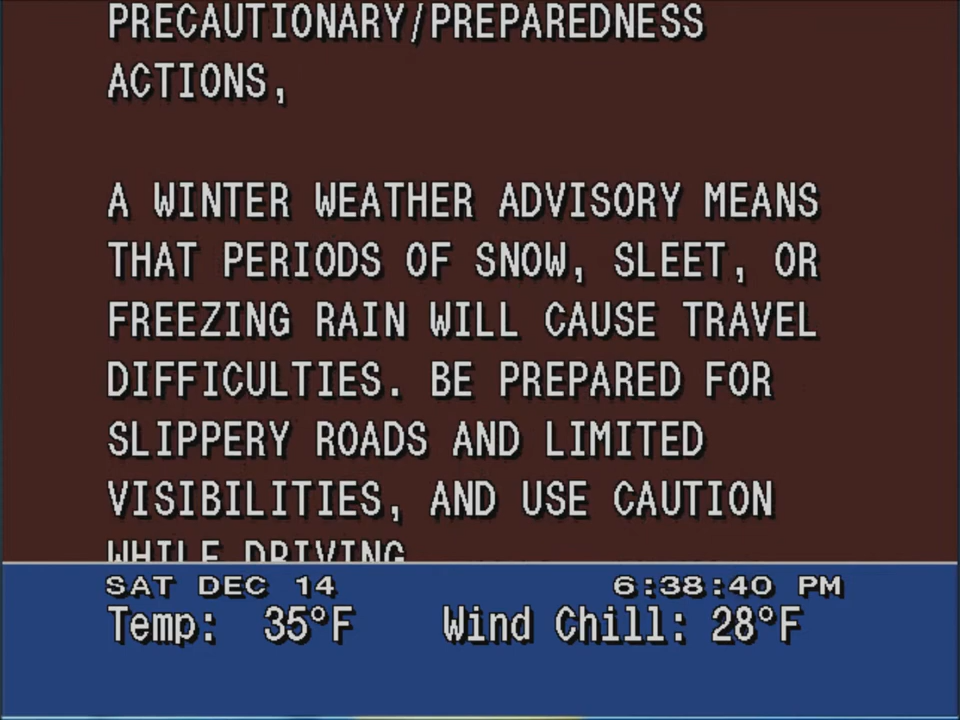 PRECAUTIONARY/PREPAREDNESS
ACTIONS,
A WINTER WEATHER ADVISORY MEANS
THAT PERIODS OF SNOW, SLEET, OR
FREEZING RAIN WILL CAUSE TRAVEL
DIFFICULTIES. BE PREPARED FOR
SLIPPERY ROADS AND LIMITED
VISIBILITIES, AND USE CAUTION
WHILE DRIVING
SAT DEC 14 6:38:40 PM
Temp: 35°F Wind Chill: 28°F